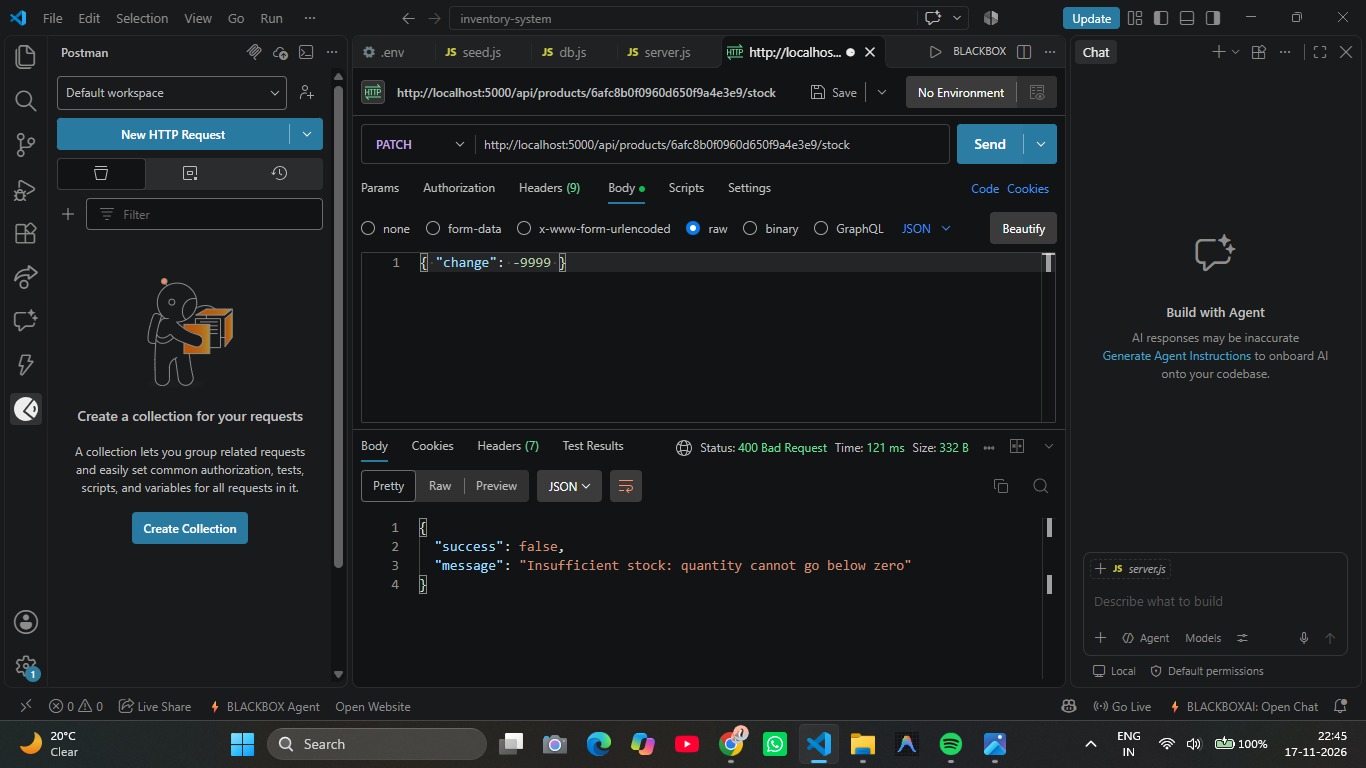 File Edit Selection View Go Run ···
inventory-system
Update
Postman
.env
JS seed.js
JS db.js
JS server.js
HTTP http://localhos...
BLACKBOX
Chat
Default workspace
HTTP http://localhost:5000/api/products/6afc8b0f0960d650f9a4e3e9/stock
Save
No Environment
New HTTP Request
PATCH http://localhost:5000/api/products/6afc8b0f0960d650f9a4e3e9/stock
Send
Params Authorization Headers (9) Body Scripts Settings
Code Cookies
Filter
none form-data x-www-form-urlencoded raw binary GraphQL JSON
Beautify
1 { "change": -9999 }
Build with Agent
AI responses may be inaccurate
Generate Agent Instructions to onboard AI
onto your codebase.
Create a collection for your requests
A collection lets you group related requests
and easily set common authorization, tests,
scripts, and variables for all requests in it.
Create Collection
Body Cookies Headers (7) Test Results
Status: 400 Bad Request Time: 121 ms Size: 332 B
Pretty Raw Preview JSON
1 {
2 "success": false,
3 "message": "Insufficient stock: quantity cannot go below zero"
4 }
JS server.js
Describe what to build
Agent Models
Local Default permissions
1
0 0 Live Share BLACKBOX Agent Open Website
Go Live BLACKBOXAI: Open Chat
20°C
Clear
Search
ENG
IN
100%
22:45
17-11-2026